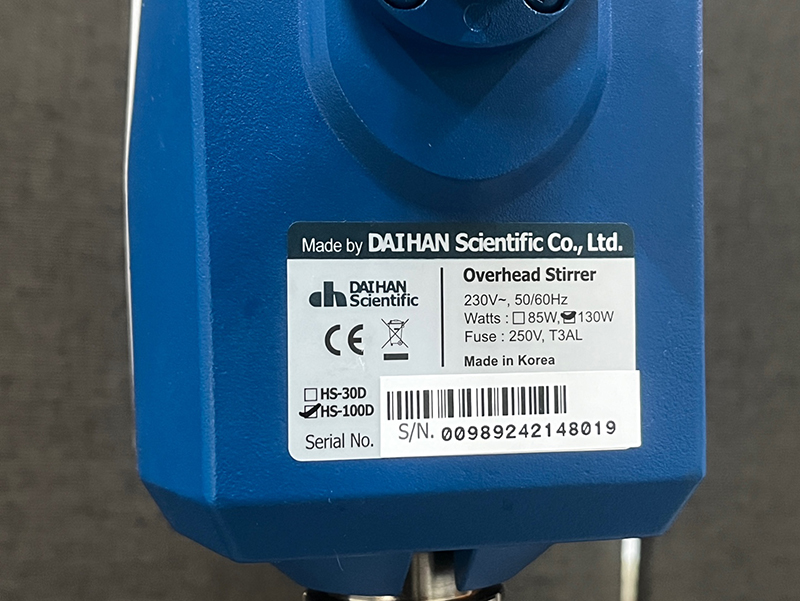 Made by DAIHAN Scientific Co., Ltd.
dh DAIHAN
Scientific
CE
Overhead Stirrer
230V~, 50/60Hz
Watts : ☐85W, ☑130W
Fuse : 250V, T3AL
Made in Korea
☐HS-30D
☑HS-100D
Serial No.
S/N. 00989242148019